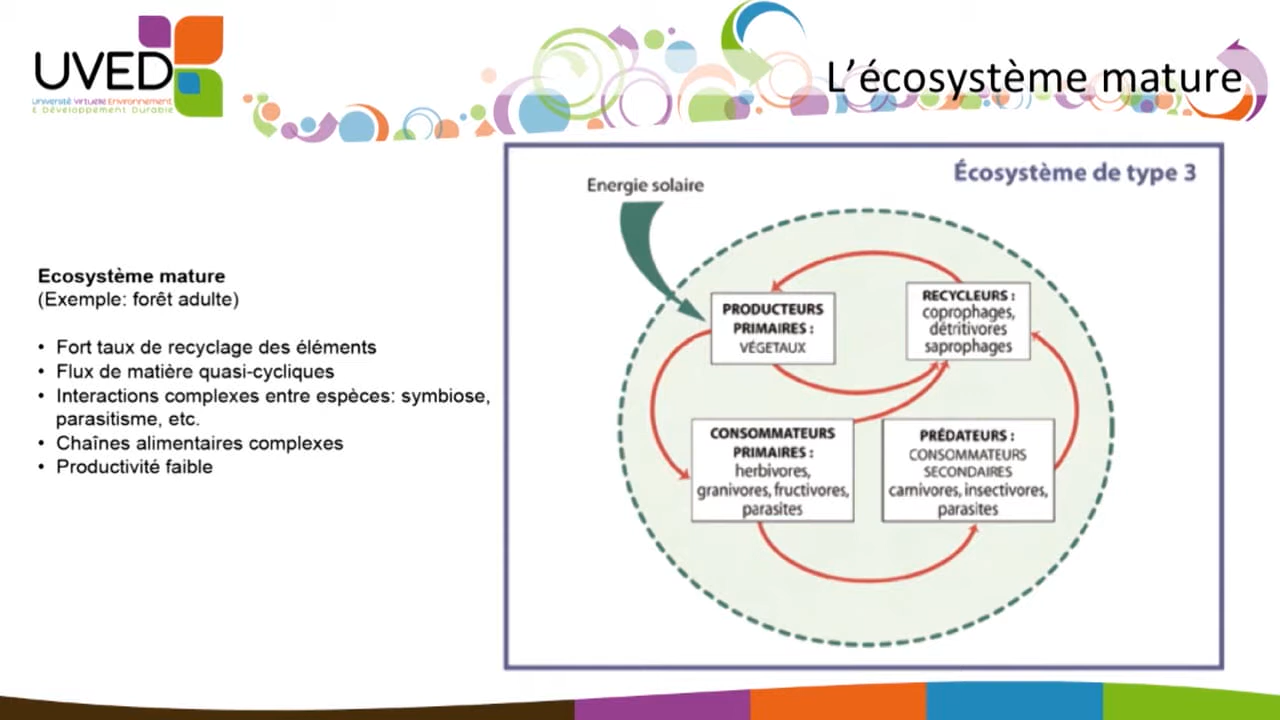 UVED
Université Virtuelle Environnement
& Développement Durable
L'écosystème mature
Ecosystème mature
(Exemple: forêt adulte)
• Fort taux de recyclage des éléments
• Flux de matière quasi-cycliques
• Interactions complexes entre espèces: symbiose,
parasitisme, etc.
• Chaînes alimentaires complexes
• Productivité faible
Écosystème de type 3
Energie solaire
PRODUCTEURS
PRIMAIRES :
VÉGETAUX
RECYCLEURS :
coprophages,
détritivores
saprophages
CONSOMMATEURS
PRIMAIRES :
herbivores,
granivores, fructivores,
parasites
PRÉDATEURS :
CONSOMMATEURS
SECONDAIRES
carnivores, insectivores,
parasites